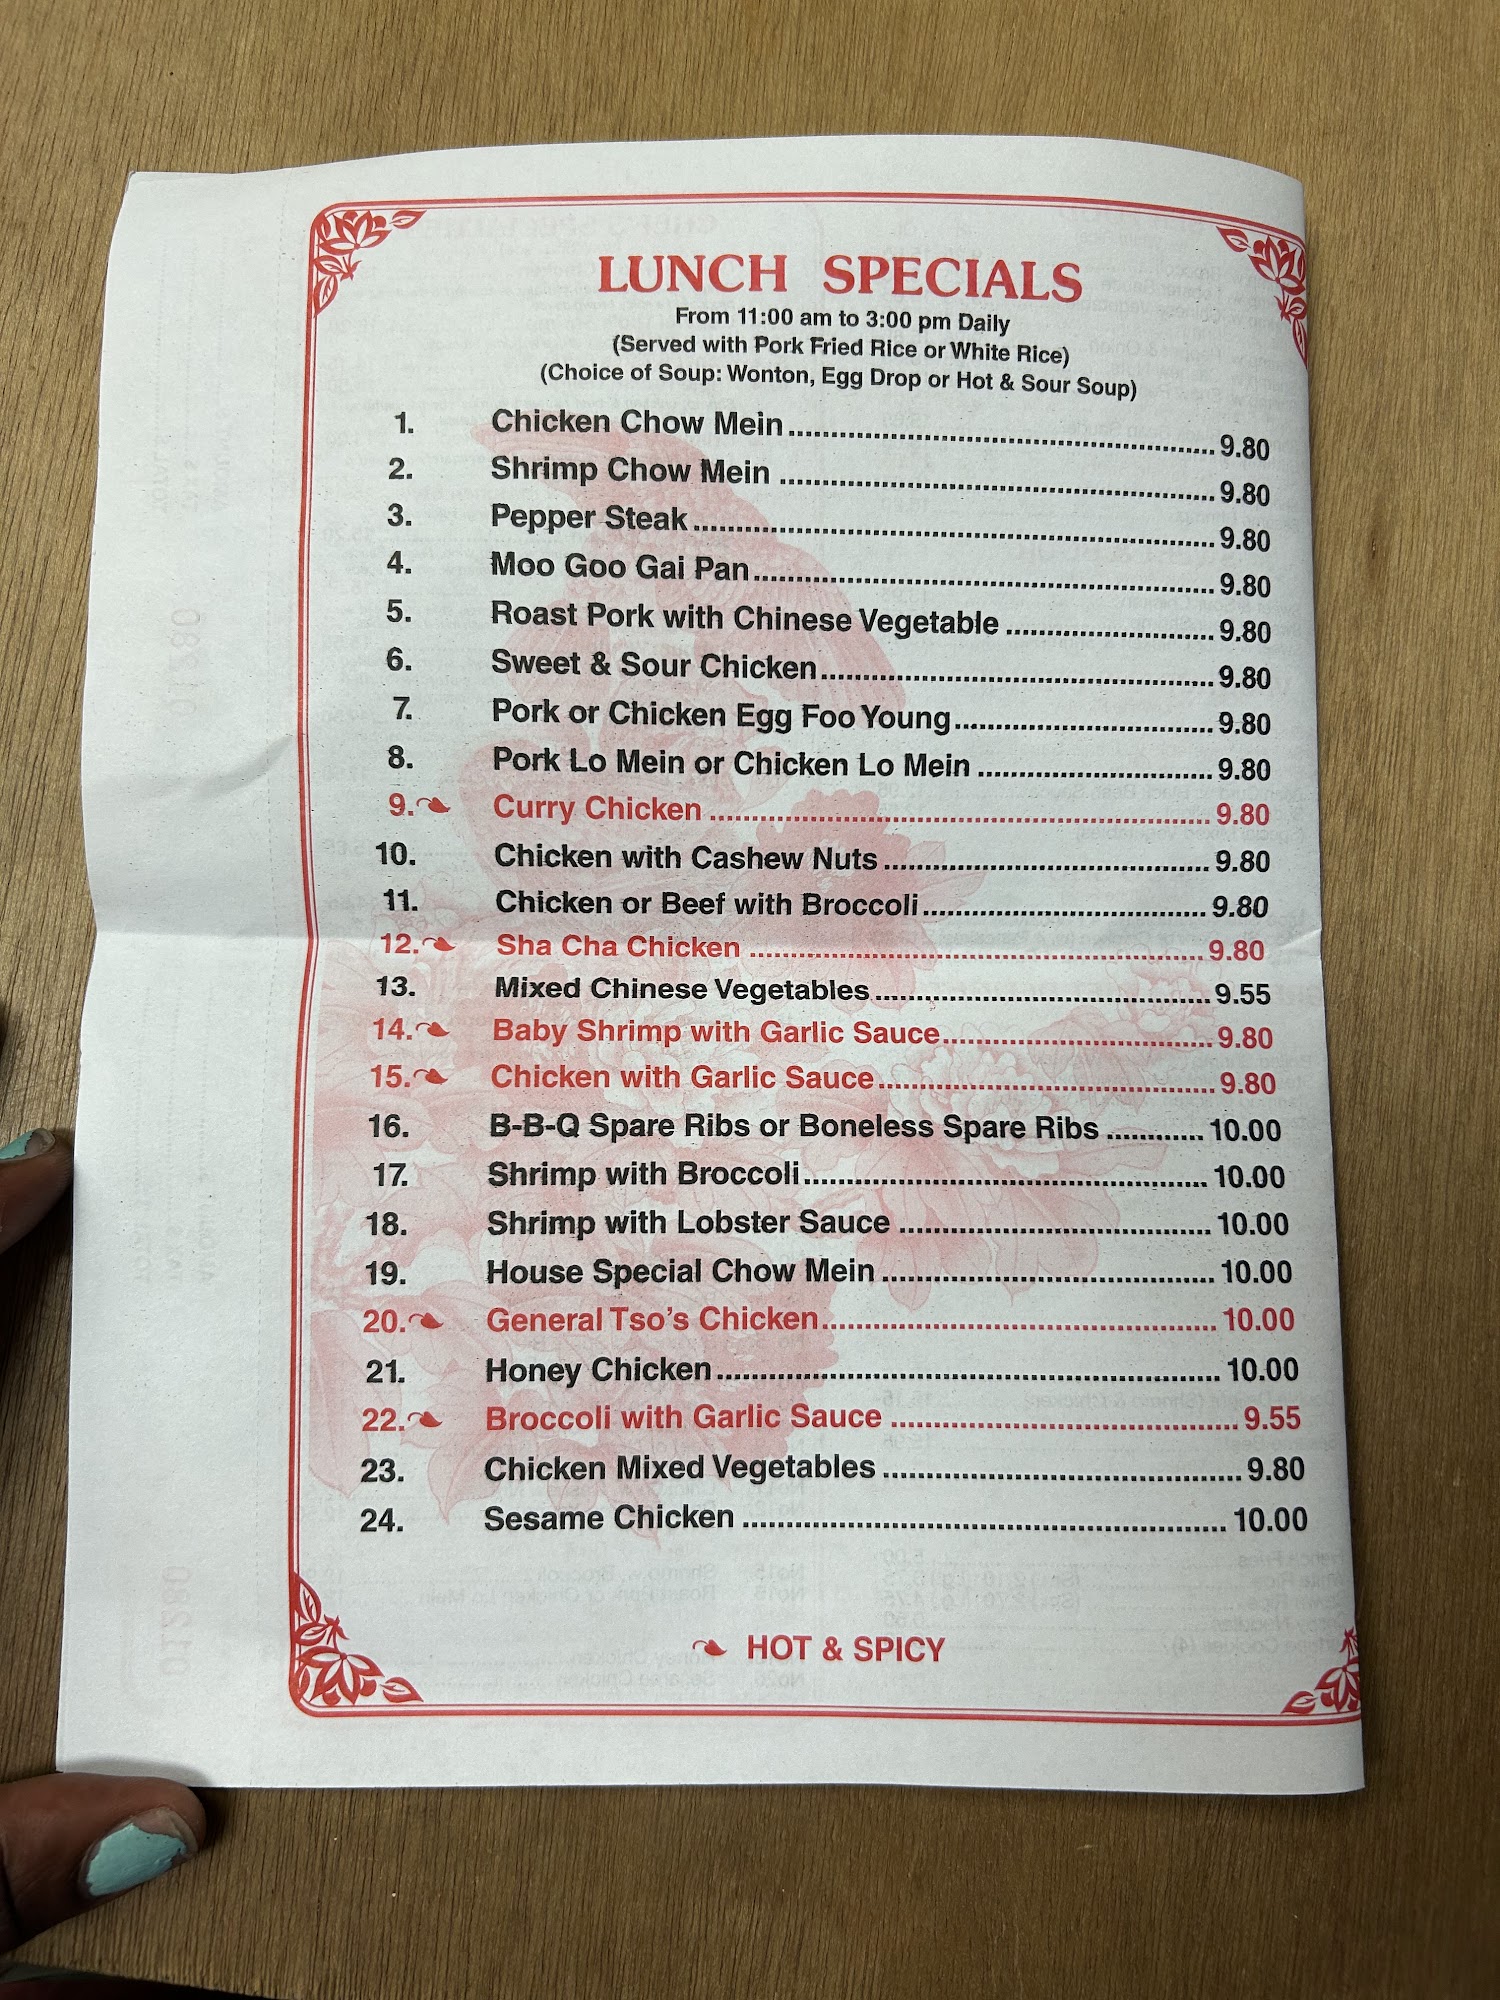 LUNCH SPECIALS
From 11:00 am to 3:00 pm Daily
(Served with Pork Fried Rice or White Rice)
(Choice of Soup: Wonton, Egg Drop or Hot & Sour Soup)
1. Chicken Chow Mein 9.80
2. Shrimp Chow Mein 9.80
3. Pepper Steak 9.80
4. Moo Goo Gai Pan 9.80
5. Roast Pork with Chinese Vegetable 9.80
6. Sweet & Sour Chicken 9.80
7. Pork or Chicken Egg Foo Young 9.80
8. Pork Lo Mein or Chicken Lo Mein 9.80
9. Curry Chicken 9.80
10. Chicken with Cashew Nuts 9.80
11. Chicken or Beef with Broccoli 9.80
12. Sha Cha Chicken 9.80
13. Mixed Chinese Vegetables 9.55
14. Baby Shrimp with Garlic Sauce 9.80
15. Chicken with Garlic Sauce 9.80
16. B-B-Q Spare Ribs or Boneless Spare Ribs 10.00
17. Shrimp with Broccoli 10.00
18. Shrimp with Lobster Sauce 10.00
19. House Special Chow Mein 10.00
20. General Tso's Chicken 10.00
21. Honey Chicken 10.00
22. Broccoli with Garlic Sauce 9.55
23. Chicken Mixed Vegetables 9.80
24. Sesame Chicken 10.00
HOT & SPICY